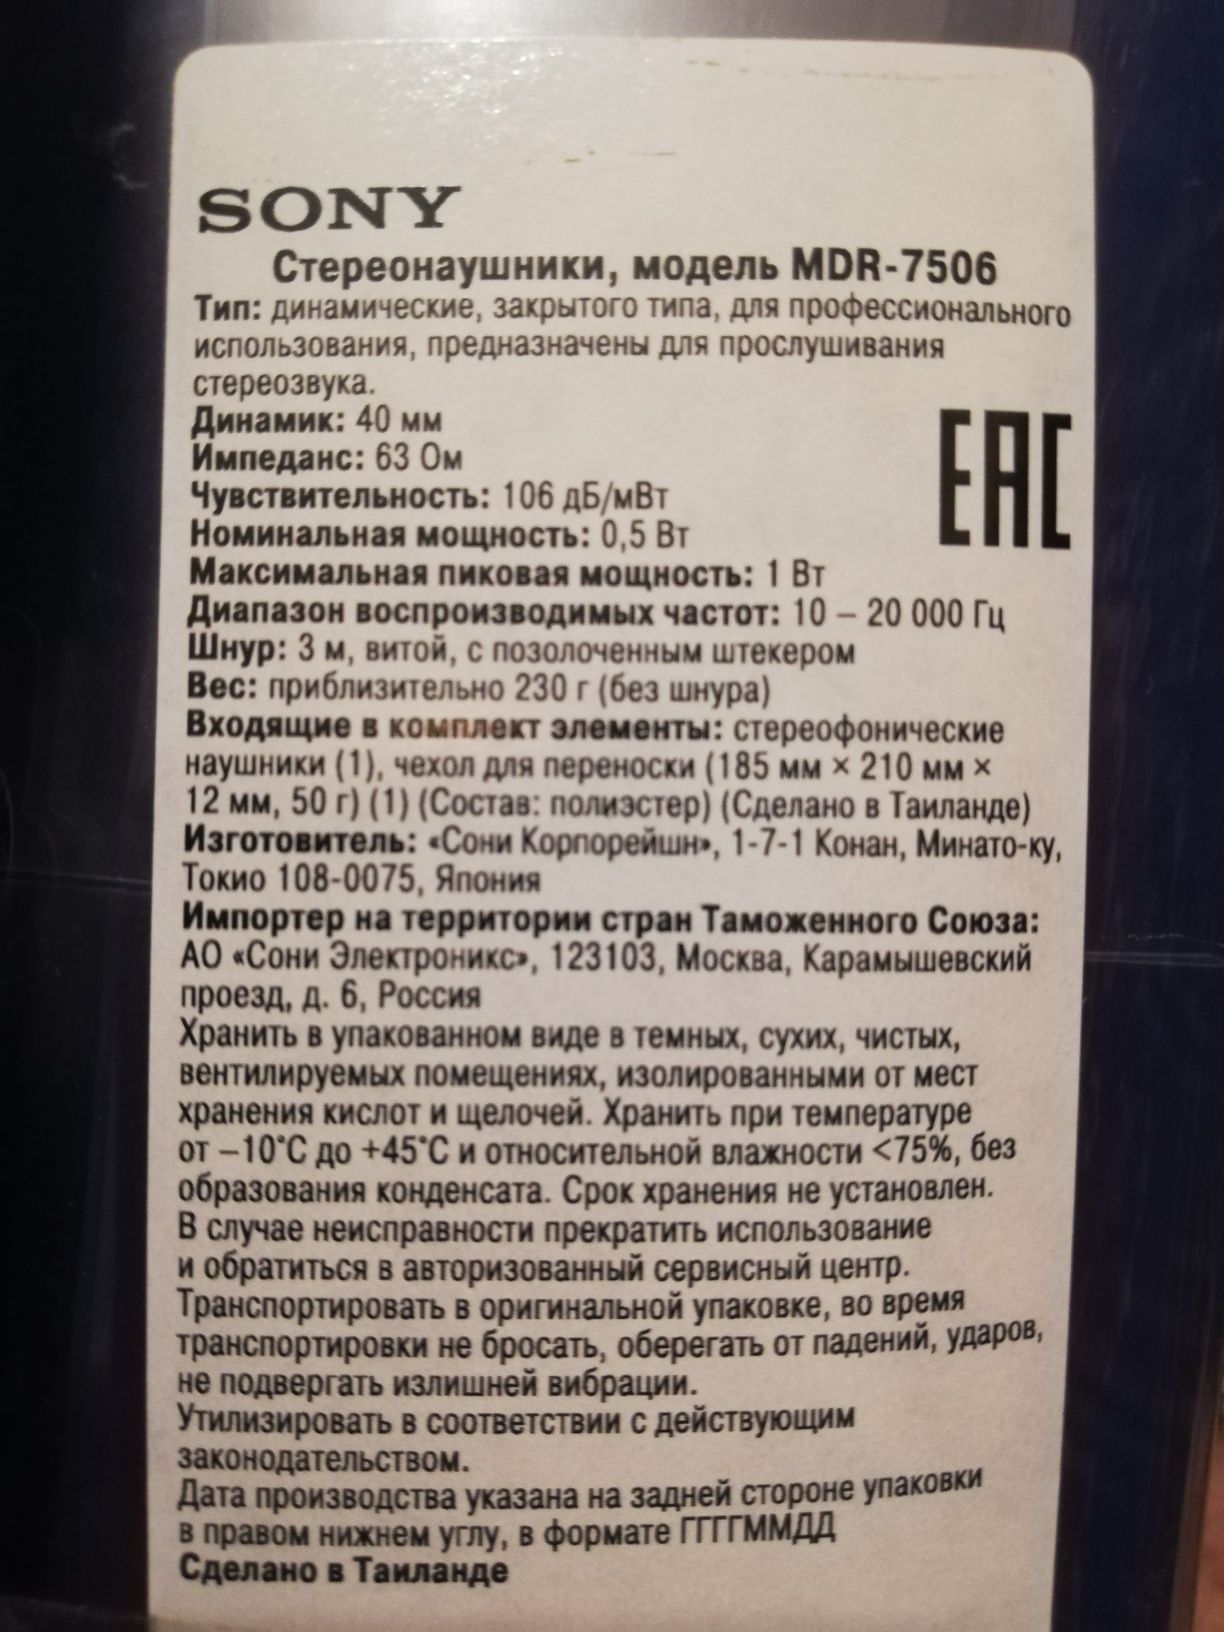 SONY
Стереонаушники, модель MDR-7506
Тип: динамические, закрытого типа, для профессионального
использования, предназначены для прослушивания
стереозвука.
Динамик: 40 мм
Импеданс: 63 Ом
Чувствительность: 106 дБ/мВт
Номинальная мощность: 0,5 Вт
EAC
Максимальная пиковая мощность: 1 Вт
Диапазон воспроизводимых частот: 10 – 20 000 Гц
Шнур: 3 м, витой, с позолоченным штекером
Вес: приблизительно 230 г (без шнура)
Входящие в комплект элементы: стереофонические
наушники (1), чехол для переноски (185 мм × 210 мм ×
12 мм, 50 г) (1) (Состав: полиэстер) (Сделано в Таиланде)
Изготовитель: «Сони Корпорейшн», 1-7-1 Конан, Минато-ку,
Токио 108-0075, Япония
Импортер на территории стран Таможенного Союза:
АО «Сони Электроникс», 123103, Москва, Карамышевский
проезд, д. 6, Россия
Хранить в упакованном виде в темных, сухих, чистых,
вентилируемых помещениях, изолированными от мест
хранения кислот и щелочей. Хранить при температуре
от –10°C до +45°C и относительной влажности <75%, без
образования конденсата. Срок хранения не установлен.
В случае неисправности прекратить использование
и обратиться в авторизованный сервисный центр.
Транспортировать в оригинальной упаковке, во время
транспортировки не бросать, оберегать от падений, ударов,
не подвергать излишней вибрации.
Утилизировать в соответствии с действующим
законодательством.
Дата производства указана на задней стороне упаковки
в правом нижнем углу, в формате ГГГГММДД
Сделано в Таиланде